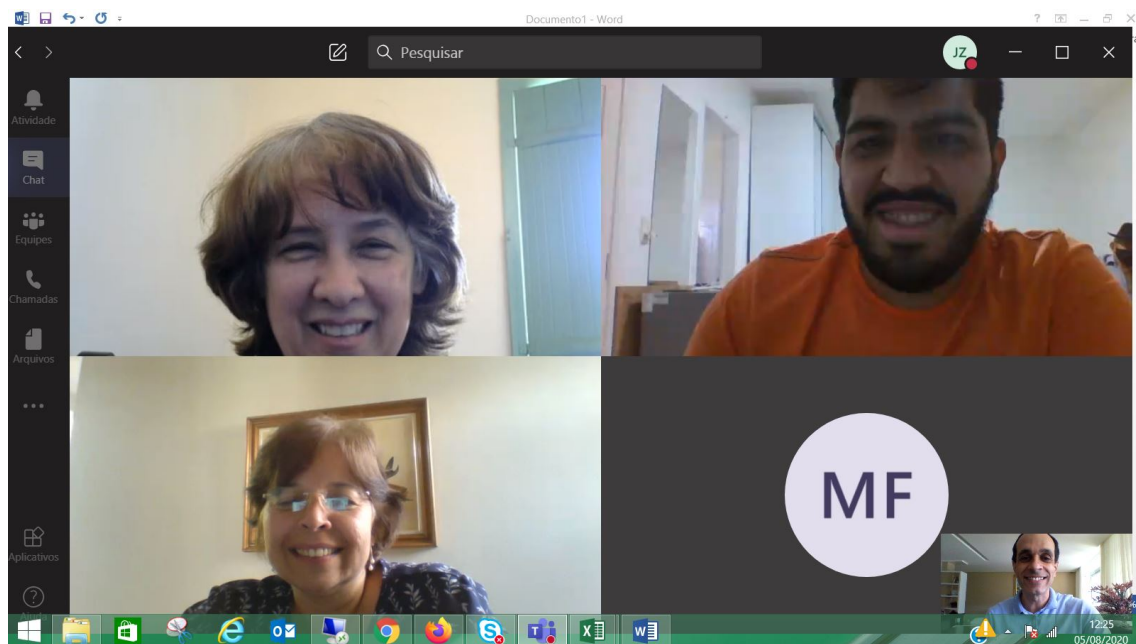 Documento1 - Word
Pesquisar
JZ
Atividade
Chat
Equipes
Chamadas
Arquivos
Aplicativos
MF
12:25
05/08/2020